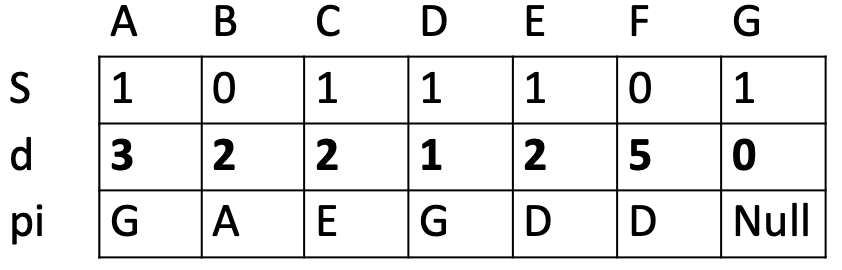 A B C D E F G
S 1 0 1 1 1 0 1
d 3 2 2 1 2 5 0
pi G A E G D D Null